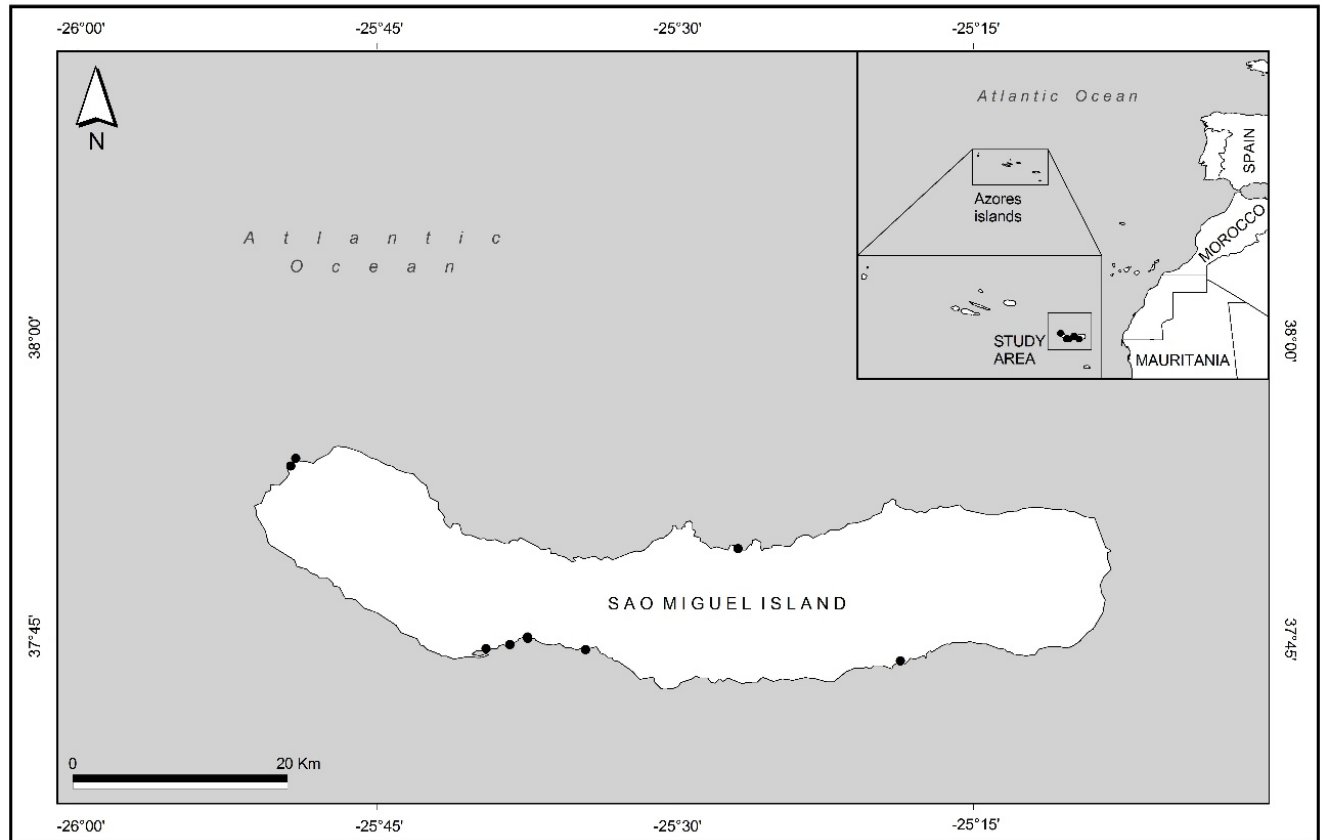 -26°00'
-25°45'
-25°30'
-25°15'
N
Atlantic Ocean
SPAIN
Azores
islands
MOROCCO
Atlantic
Ocean
38°00'
STUDY
AREA
MAURITANIA
38°00'
37°45'
SAO MIGUEL ISLAND
37°45'
0
20 Km
-26°00'
-25°45'
-25°30'
-25°15'